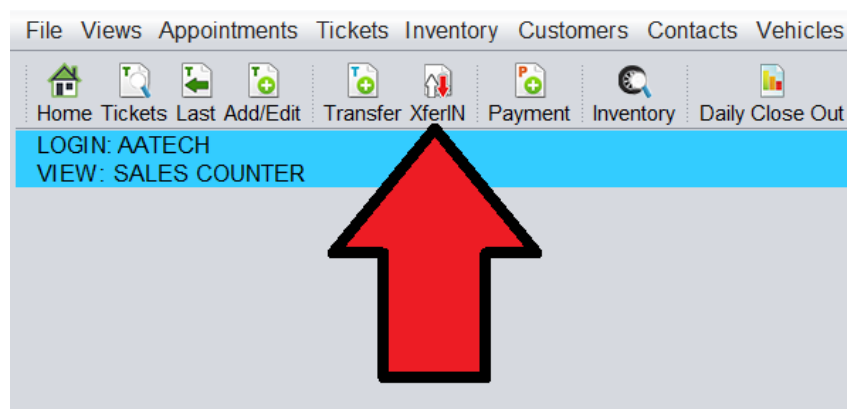 File Views Appointments Tickets Inventory Customers Contacts Vehicles
Home Tickets Last Add/Edit Transfer XferIN Payment Inventory Daily Close Out
LOGIN: AATECH
VIEW: SALES COUNTER